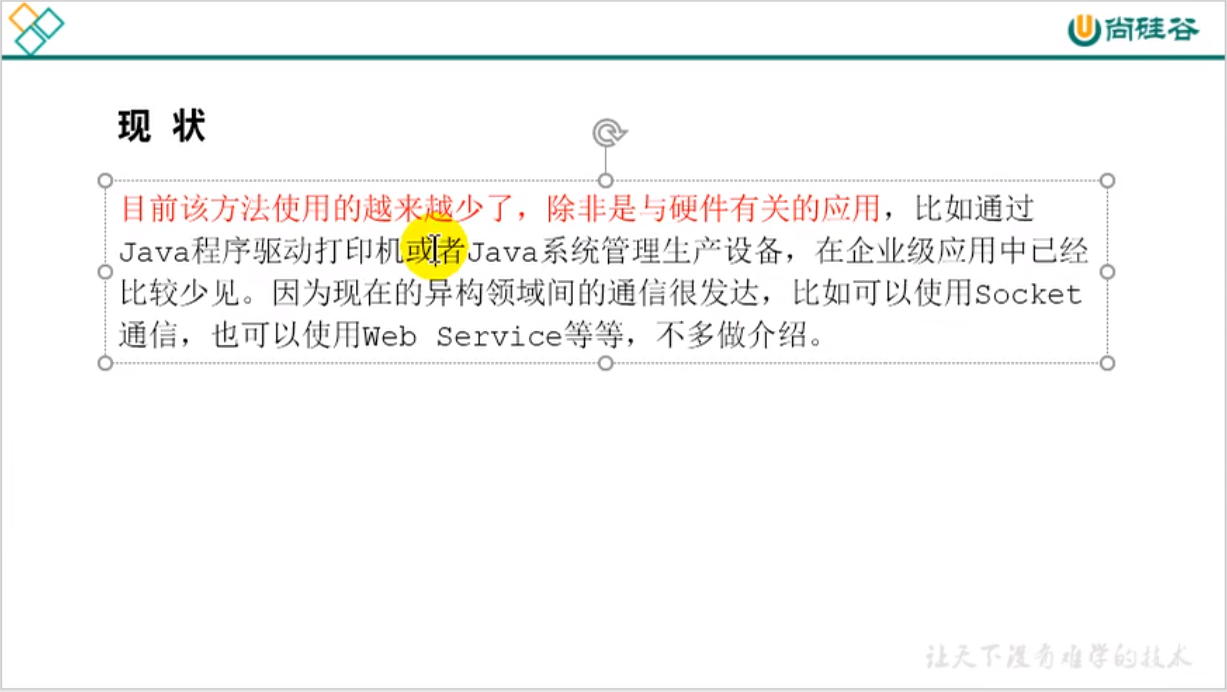 尚硅谷
现 状
目前该方法使用的越来越少了，除非是与硬件有关的应用，比如通过
Java程序驱动打印机或者Java系统管理生产设备，在企业级应用中已经
比较少见。因为现在的异构领域间的通信很发达，比如可以使用Socket
通信，也可以使用Web Service等等，不多做介绍。
让天下没有难学的技术